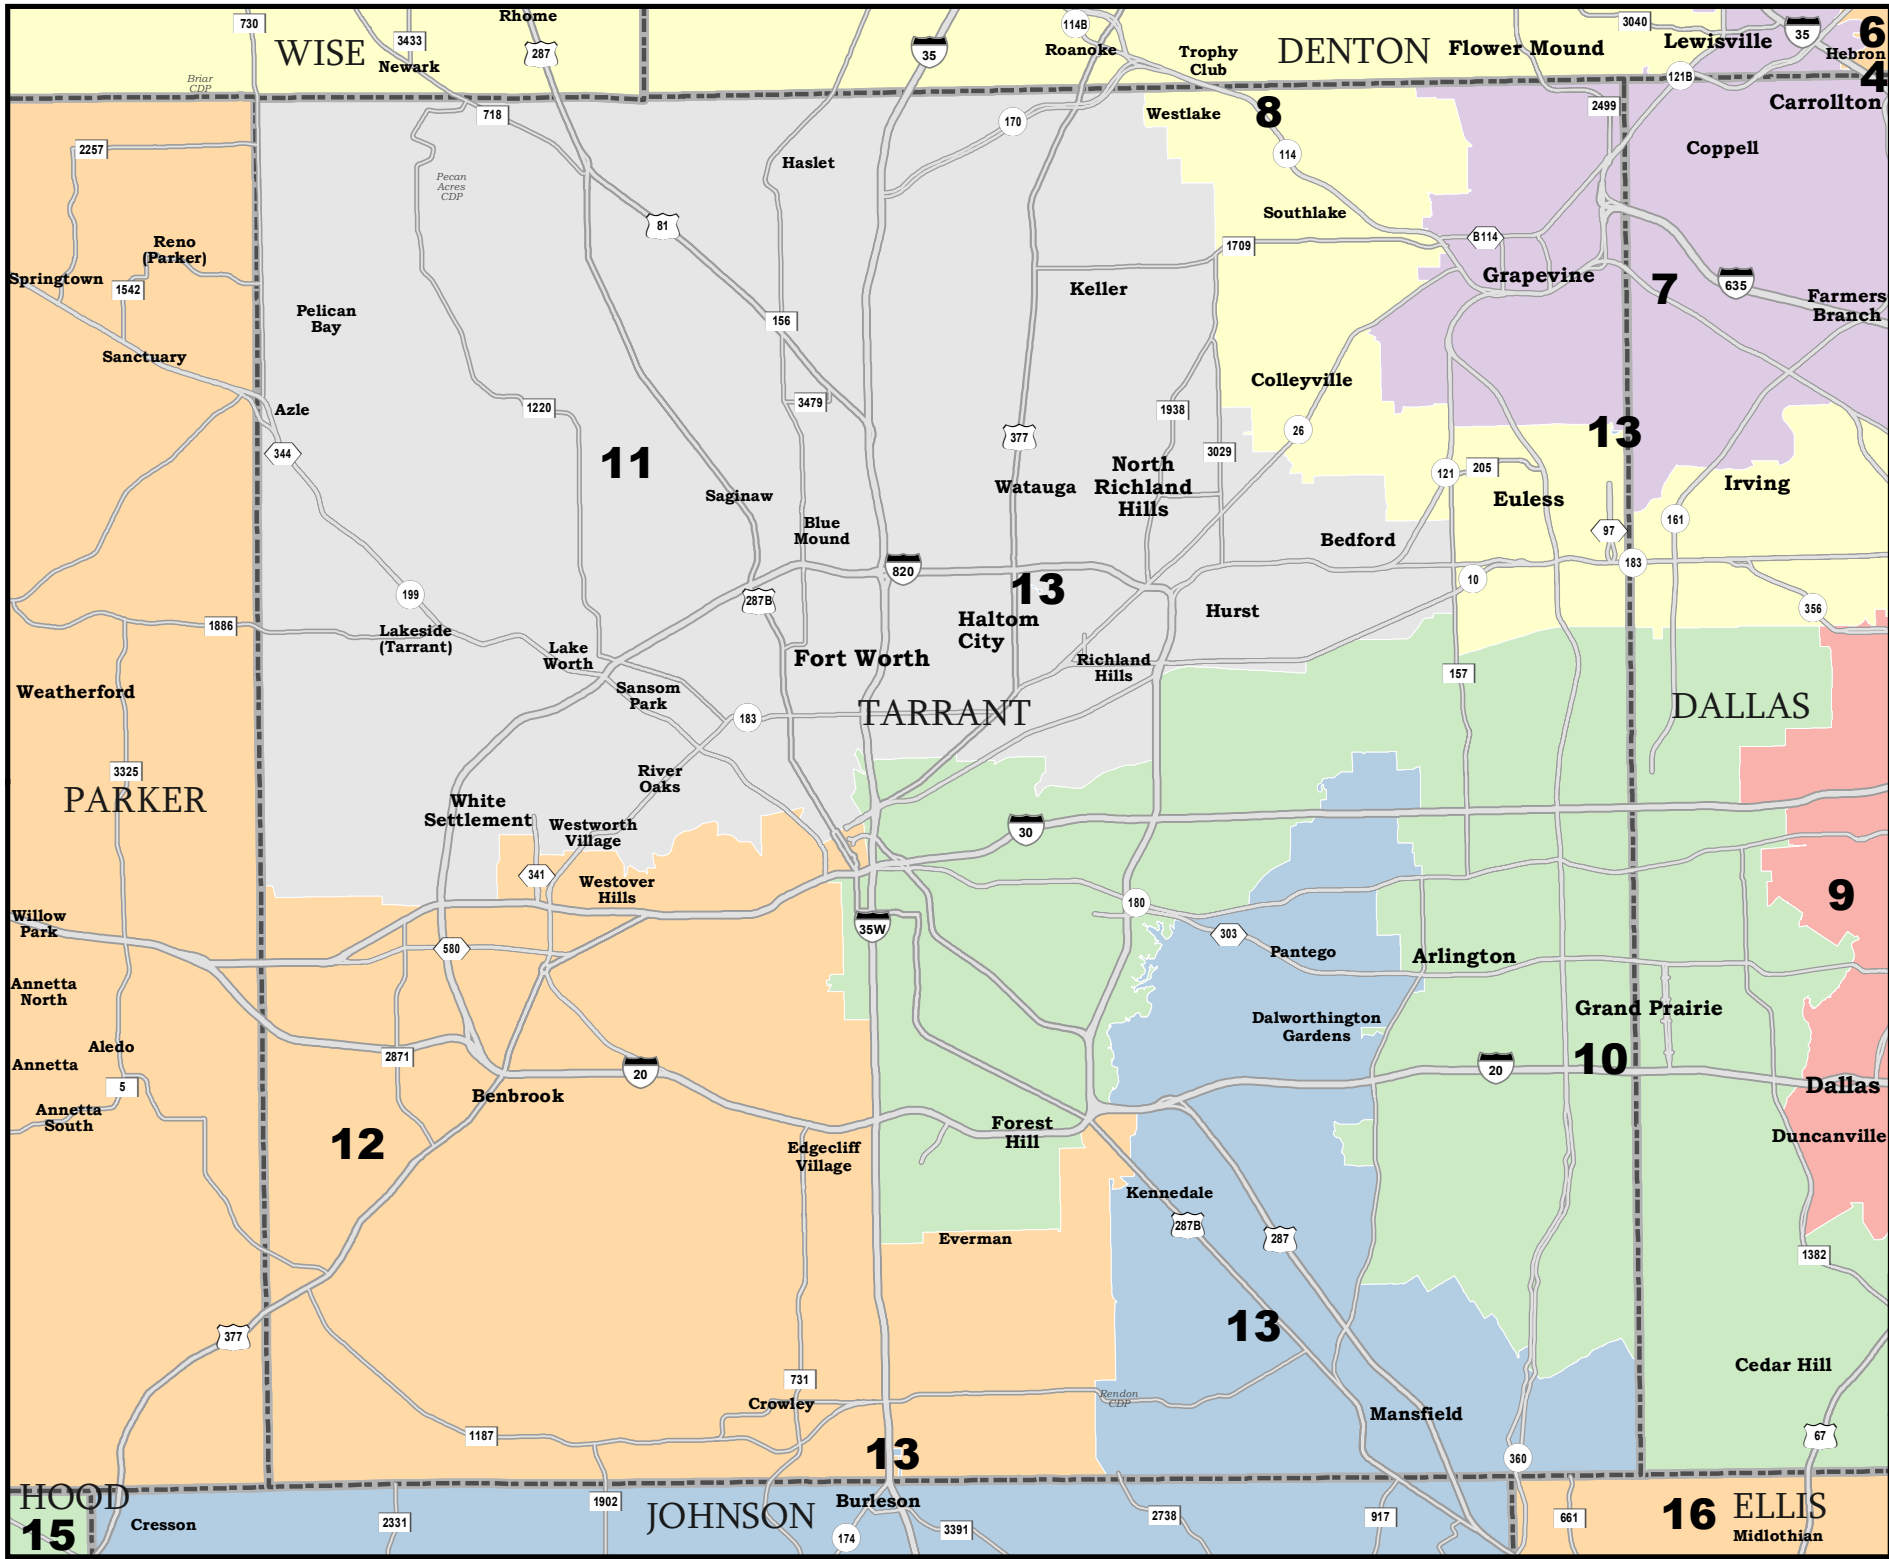 730
3433
Rhome
287
35
114B
Roanoke
Trophy
Club
DENTON
Flower Mound
3040
Lewisville
35
6
Hebron
4
WISE
Newark
Briar
CDP
121B
Carrollton
718
170
Westlake
8
2499
2257
Haslet
114
Coppell
Pecan
Acres
CDP
Southlake
81
B114
1709
Reno
(Parker)
Springtown
1542
Keller
Grapevine
7
635
Farmers
Branch
Pelican
Bay
156
Sanctuary
Colleyville
3479
1220
1938
Azle
26
13
377
344
11
3029
North
Richland
Hills
121
205
Saginaw
Watauga
Euless
Irving
Blue
Mound
161
97
Bedford
820
183
10
13
287B
199
356
1886
Haltom
City
Hurst
Lakeside
(Tarrant)
Lake
Worth
Fort Worth
Richland
Hills
157
Weatherford
Sansom
Park
183
TARRANT
DALLAS
3325
River
Oaks
PARKER
White
Settlement
Westworth
Village
30
341
Westover
Hills
180
9
Willow
Park
35W
303
580
Pantego
Arlington
Annetta
North
Grand Prairie
Dalworthington
Gardens
Aledo
Annetta
2871
20
20
10
5
Dallas
Benbrook
Annetta
South
Forest
Hill
Duncanville
12
Edgecliff
Village
Kennedale
287B
287
Everman
1382
377
13
Cedar Hill
731
Rendon
CDP
Crowley
Mansfield
1187
67
13
360
HOOD
1902
Burleson
15
Cresson
2331
JOHNSON
174
3391
2738
917
661
16
ELLIS
Midlothian